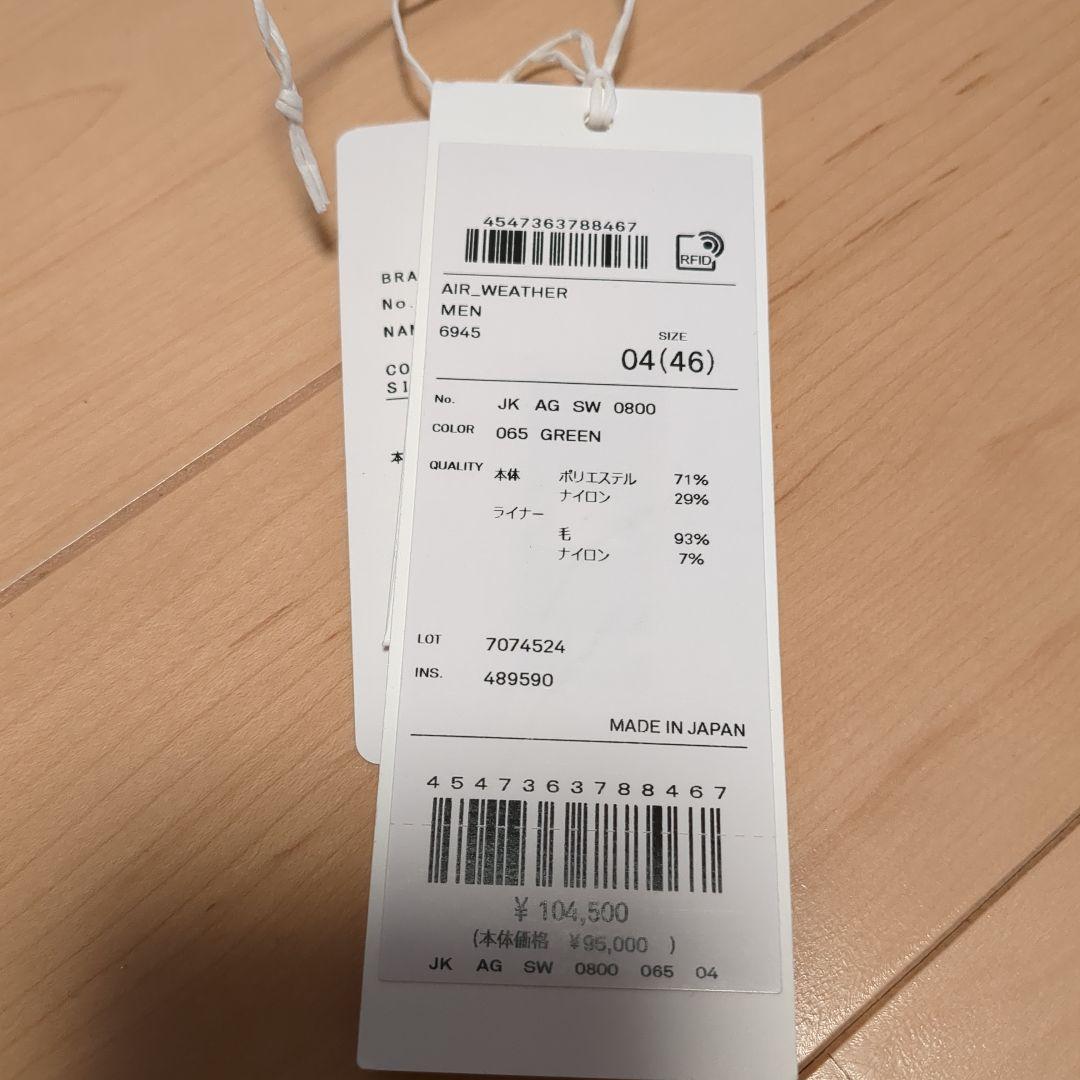 4547363788467
RFID
AIR_WEATHER
MEN
6945
SIZE
04(46)
No. JK AG SW 0800
COLOR 065 GREEN
QUALITY 本体 ポリエステル 71%
ナイロン 29%
ライナー
毛 93%
ナイロン 7%
LOT 7074524
INS. 489590
MADE IN JAPAN
4547363788467
¥ 104,500
(本体価格 ¥95,000 )
JK AG SW 0800 065 04
BRA
No.
NA
CO
SI
本